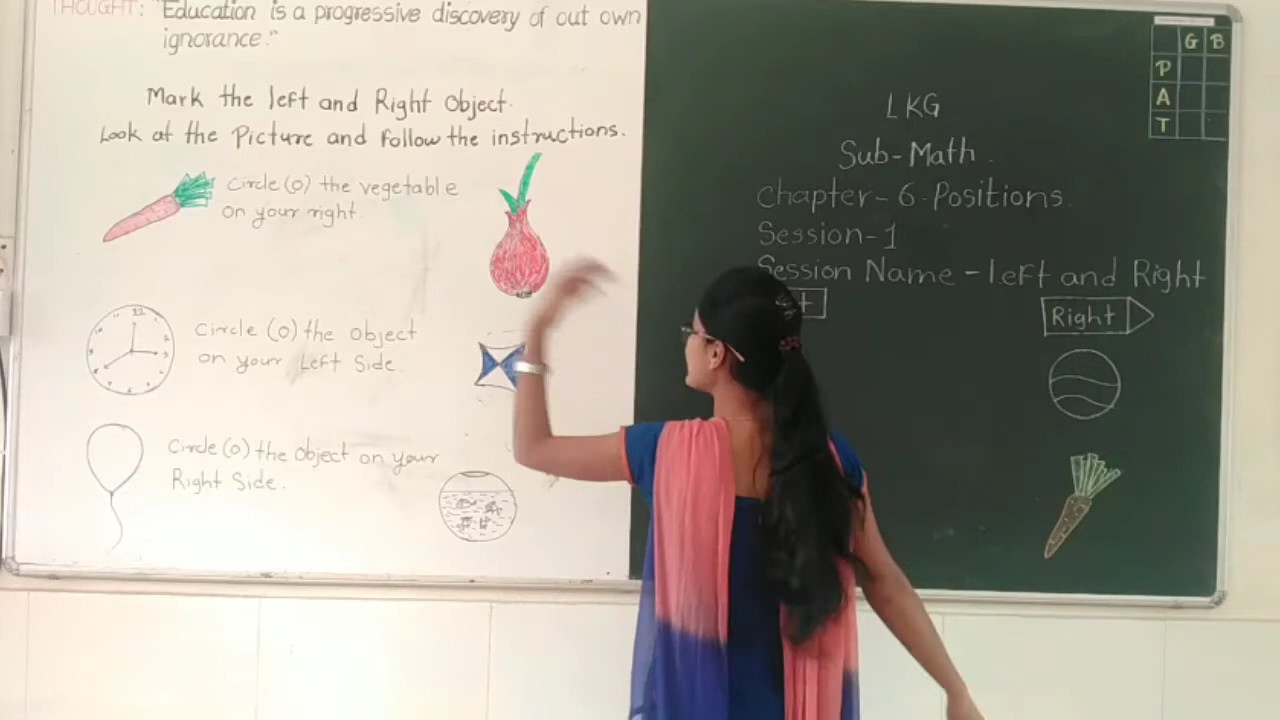 THOUGHT: "Education is a progressive discovery of out own
ignorance."
Mark the left and Right Object.
Look at the Picture and follow the instructions.
Circle (o) the vegetable
on your right.
Circle (o) the object
on your Left Side.
Circle (o) the object on your
Right Side.
G B
P
A
T
LKG
Sub-Math.
Chapter-6 Positions.
Session-1
Session Name - Left and Right
Right